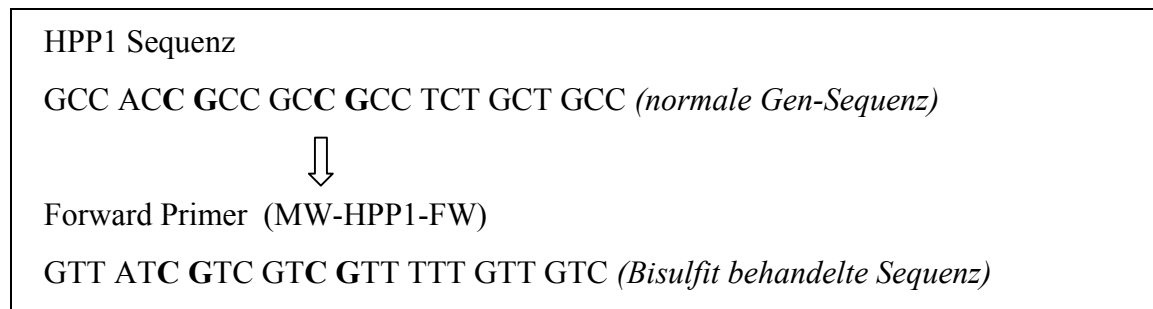 HPP1 Sequenz
GCC ACC GCC GCC GCC TCT GCT GCC (normale Gen-Sequenz)
Forward Primer (MW-HPP1-FW)
GTT ATC GTC GTC GTT TTT GTT GTC (Bisulfit behandelte Sequenz)